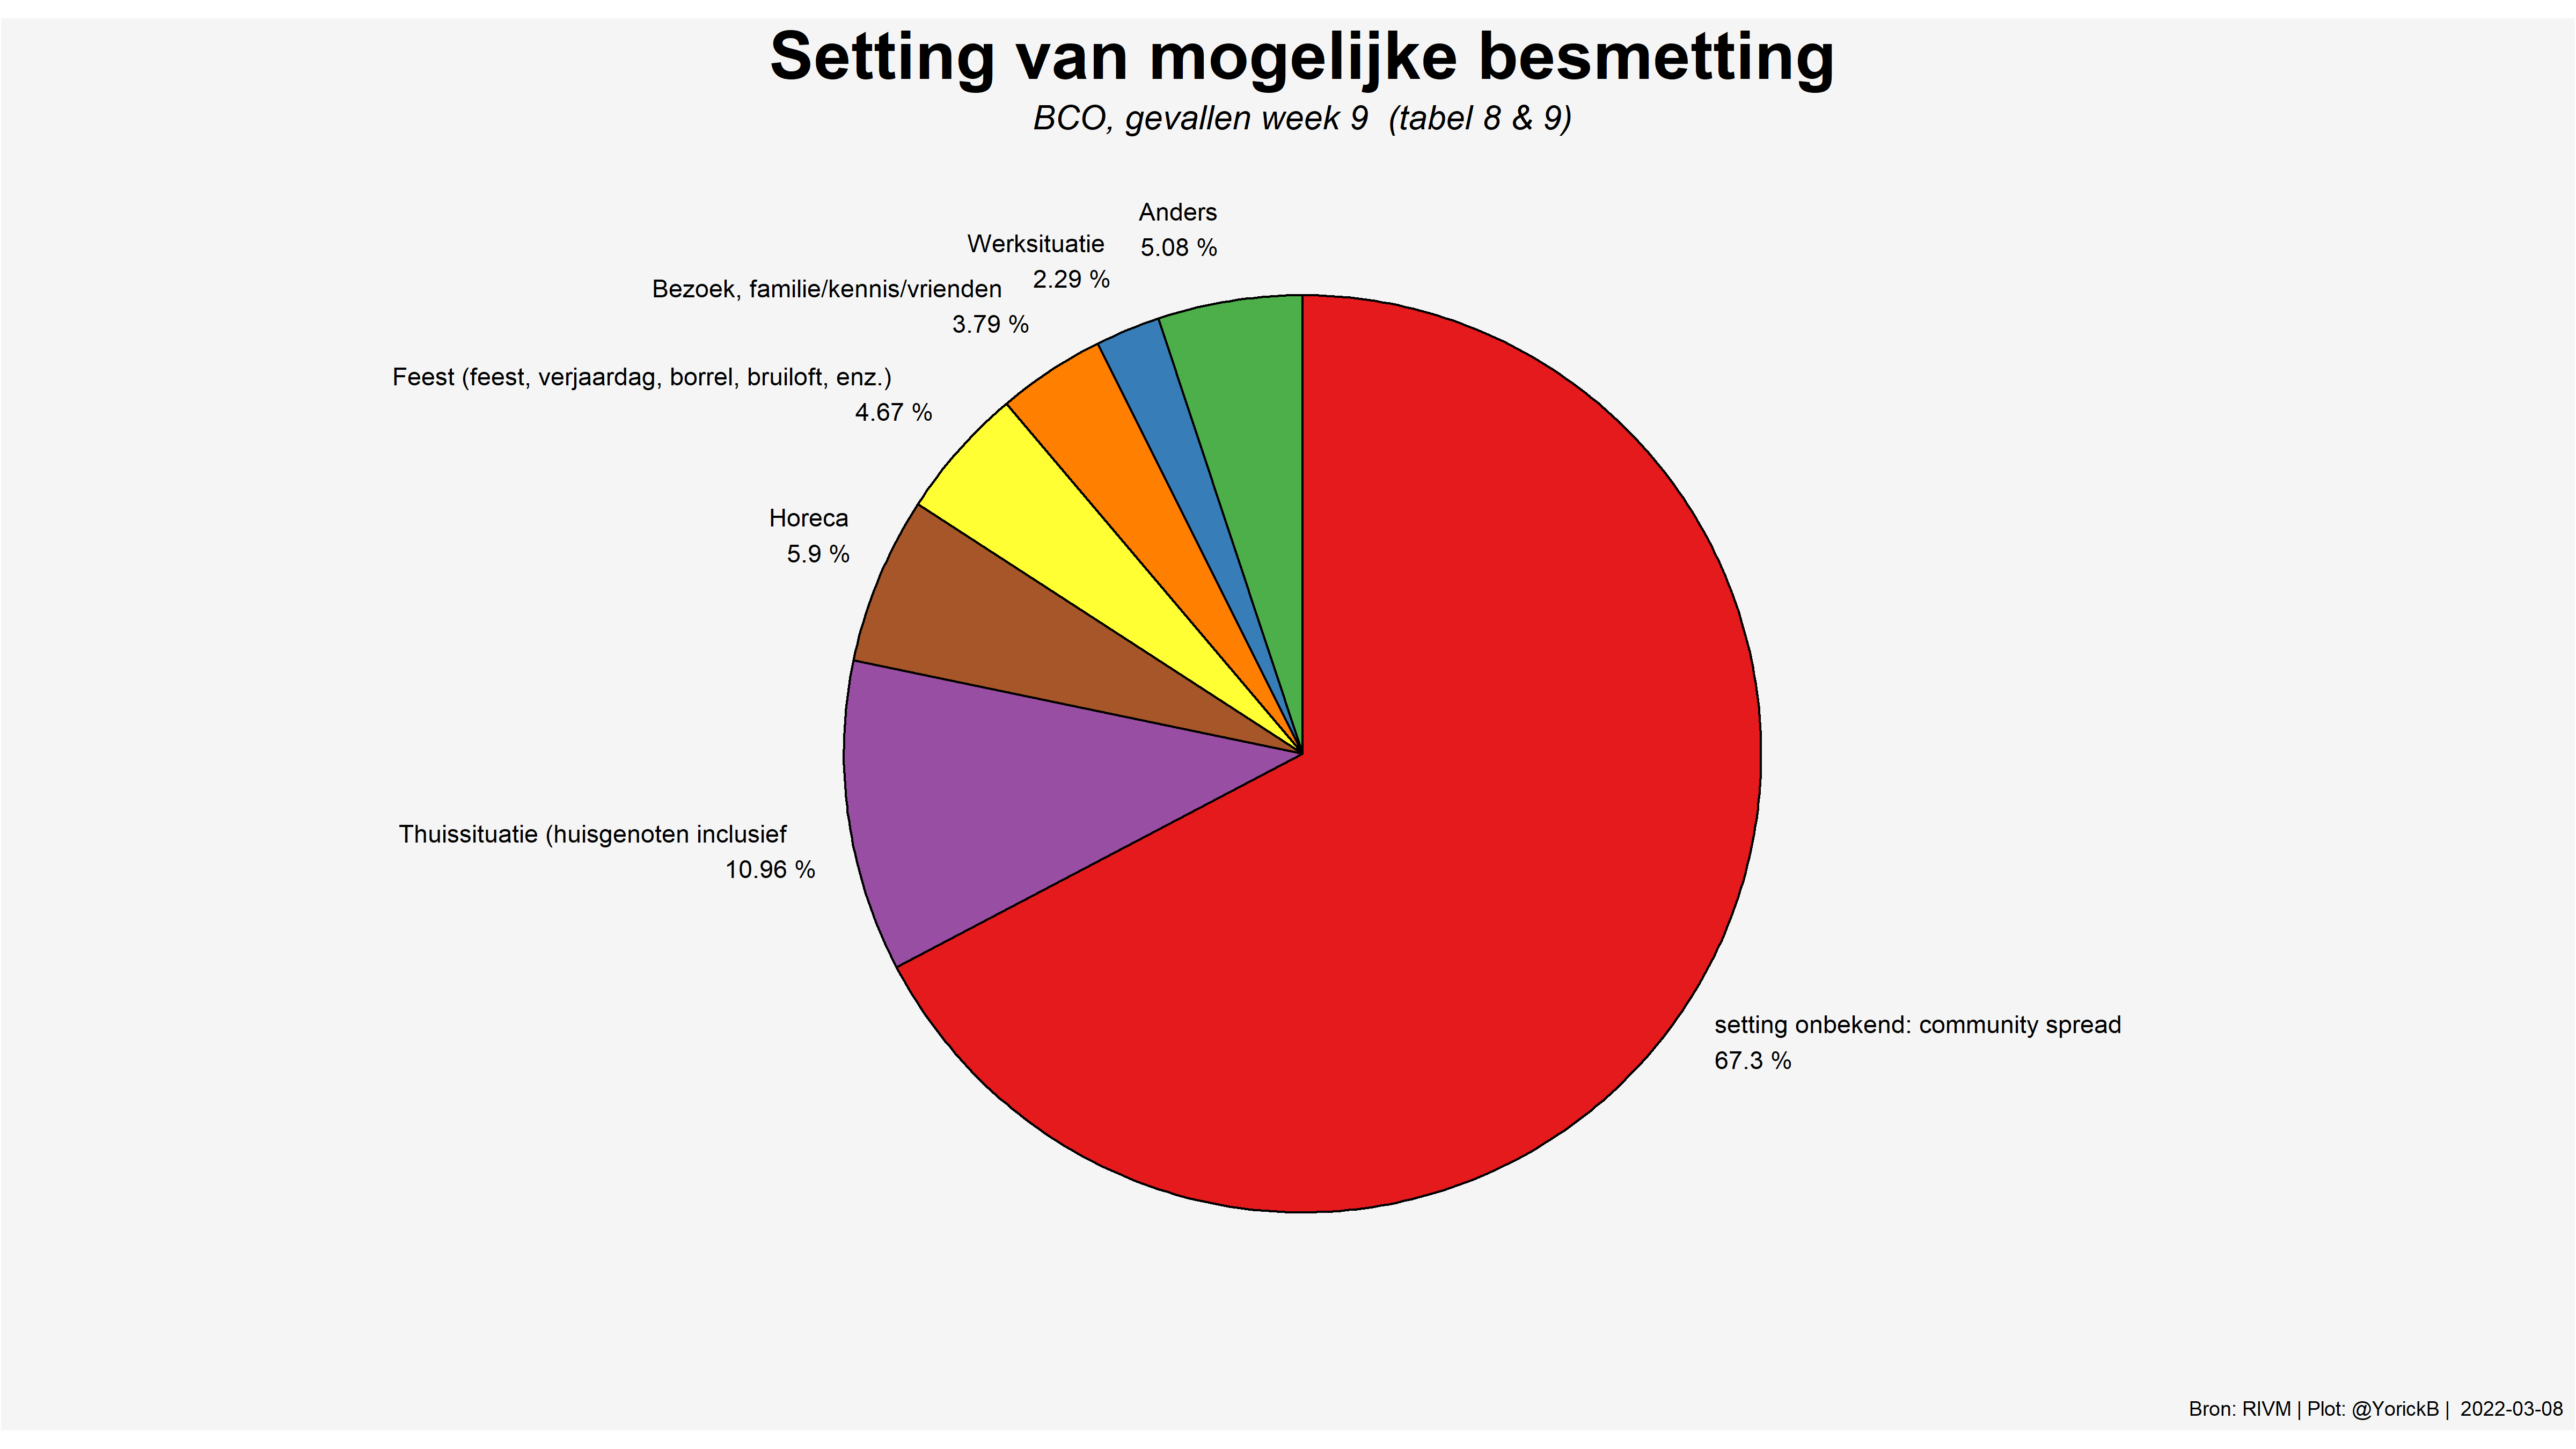 Setting van mogelijke besmetting
BCO, gevallen week 9 (tabel 8 & 9)
Anders
5.08 %
Werksituatie
2.29 %
Bezoek, familie/kennis/vrienden
3.79 %
Feest (feest, verjaardag, borrel, bruiloft, enz.)
4.67 %
Horeca
5.9 %
Thuissituatie (huisgenoten inclusief
10.96 %
setting onbekend: community spread
67.3 %
Bron: RIVM | Plot: @YorickB | 2022-03-08